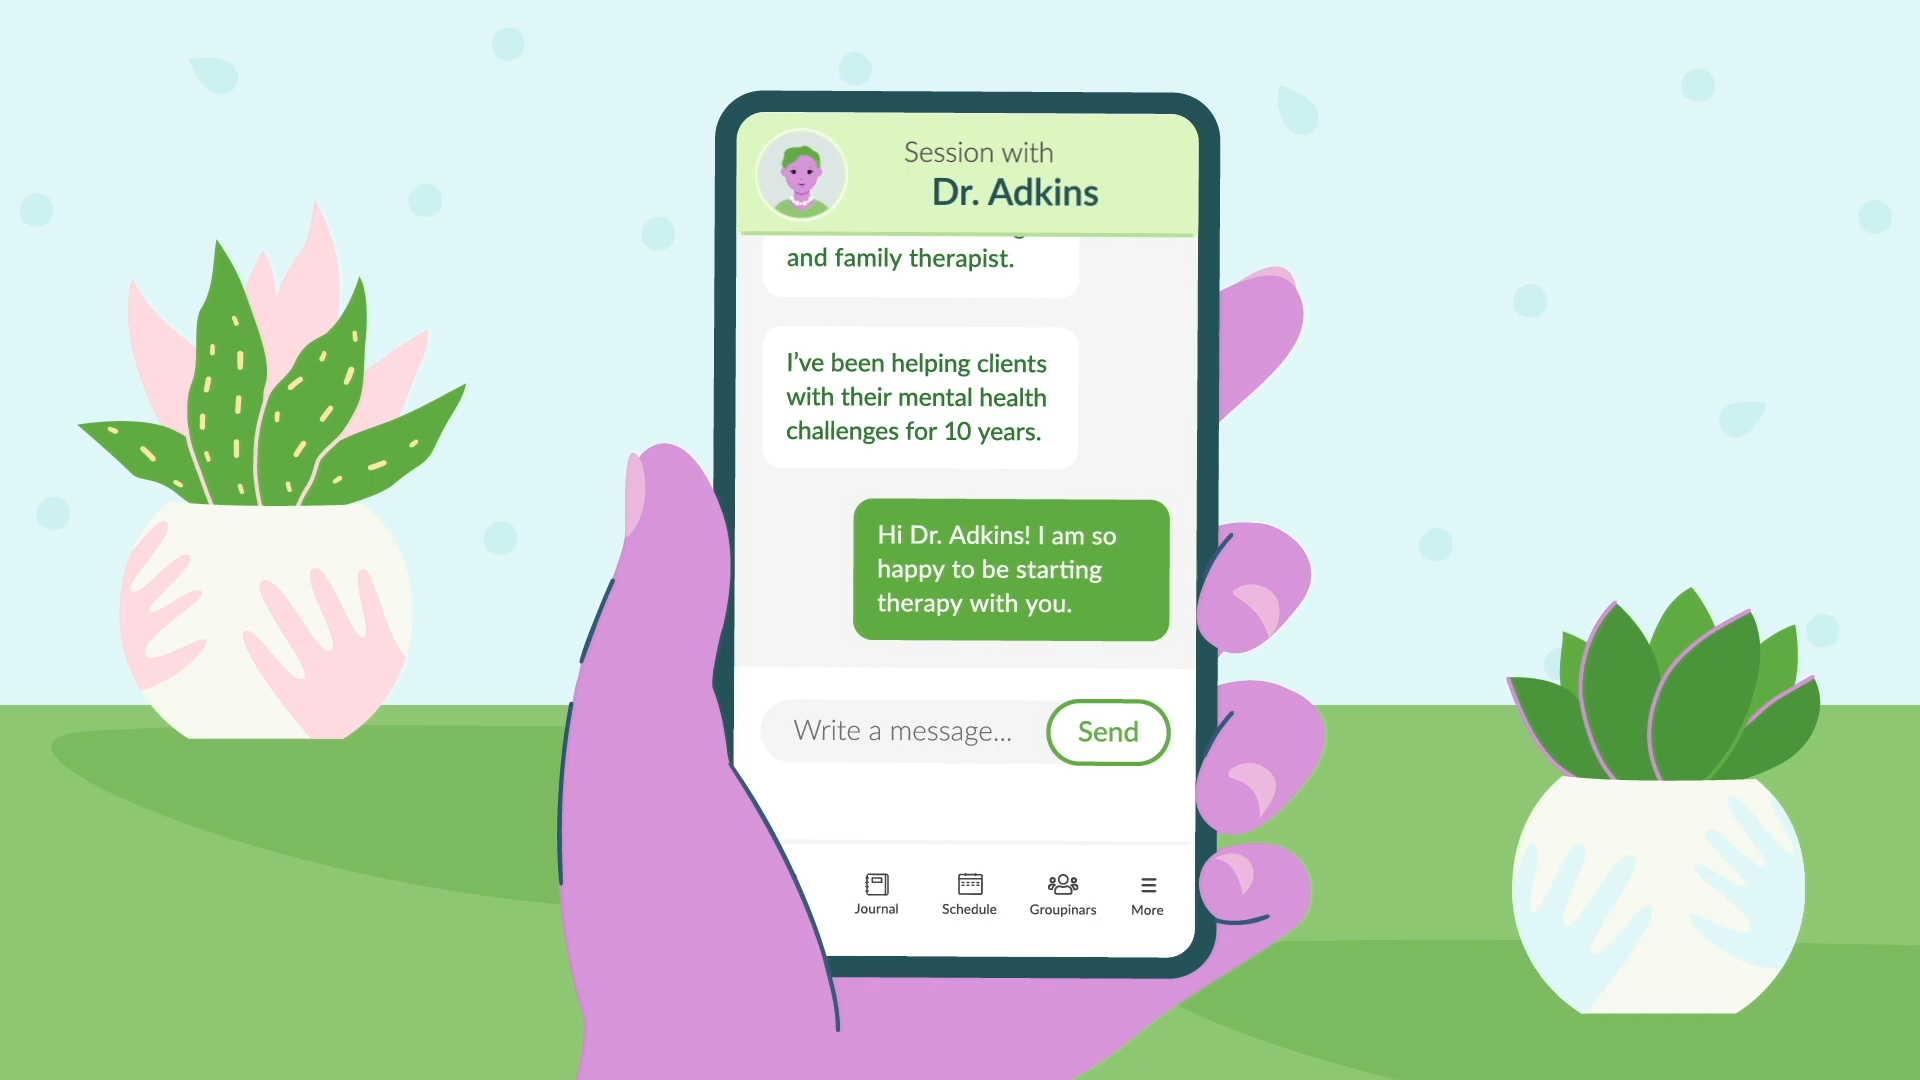 Session with
Dr. Adkins
and family therapist.
I’ve been helping clients
with their mental health
challenges for 10 years.
Hi Dr. Adkins! I am so
happy to be starting
therapy with you.
Write a message...
Send
Journal
Schedule
Groupinars
More